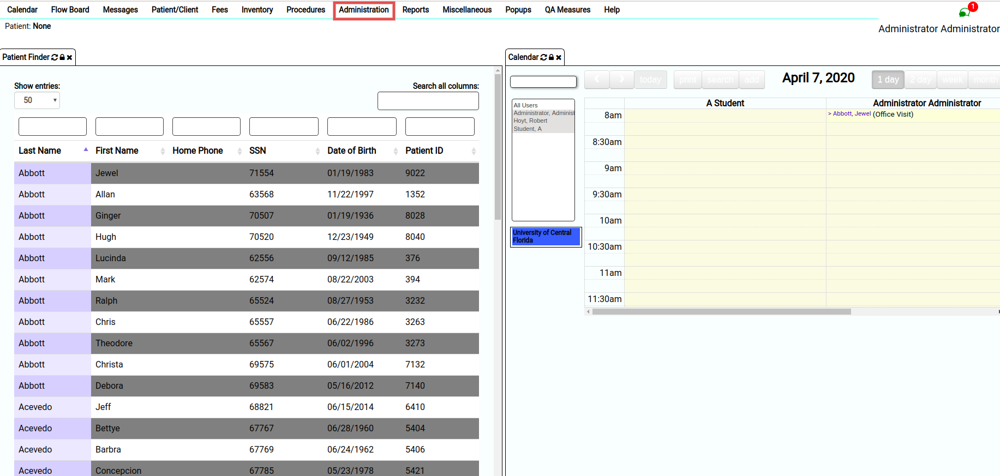 Calendar Flow Board Messages Patient/Client Fees Inventory Procedures Administration Reports Miscellaneous Popups QA Measures Help
1
Patient: None
Administrator Administrator
Patient Finder
Show entries:
50
Search all columns:
Last Name First Name Home Phone SSN Date of Birth Patient ID
Abbott Jewel 71554 01/19/1983 9022
Abbott Allan 63568 11/22/1997 1352
Abbott Ginger 70507 01/19/1936 8028
Abbott Hugh 70520 12/23/1949 8040
Abbott Lucinda 62556 09/12/1985 376
Abbott Mark 62574 08/22/2003 394
Abbott Ralph 65524 08/27/1953 3232
Abbott Chris 65557 06/22/1986 3263
Abbott Theodore 65567 06/02/1996 3273
Abbott Christa 69575 06/01/2004 7132
Abbott Debora 69583 05/16/2012 7140
Acevedo Jeff 68821 06/15/2014 6410
Acevedo Bettye 67767 06/28/1960 5404
Acevedo Barbra 67769 06/24/1962 5406
Acevedo Concepcion 67785 05/23/1978 5421
Calendar
today print search add April 7, 2020 1 day 2 day week month
All Users
Administrator, Administ
Hoyt, Robert
Student, A
University of Central
Florida
A Student Administrator Administrator
8am > Abbott, Jewel (Office Visit)
8:30am
9am
9:30am
10am
10:30am
11am
11:30am